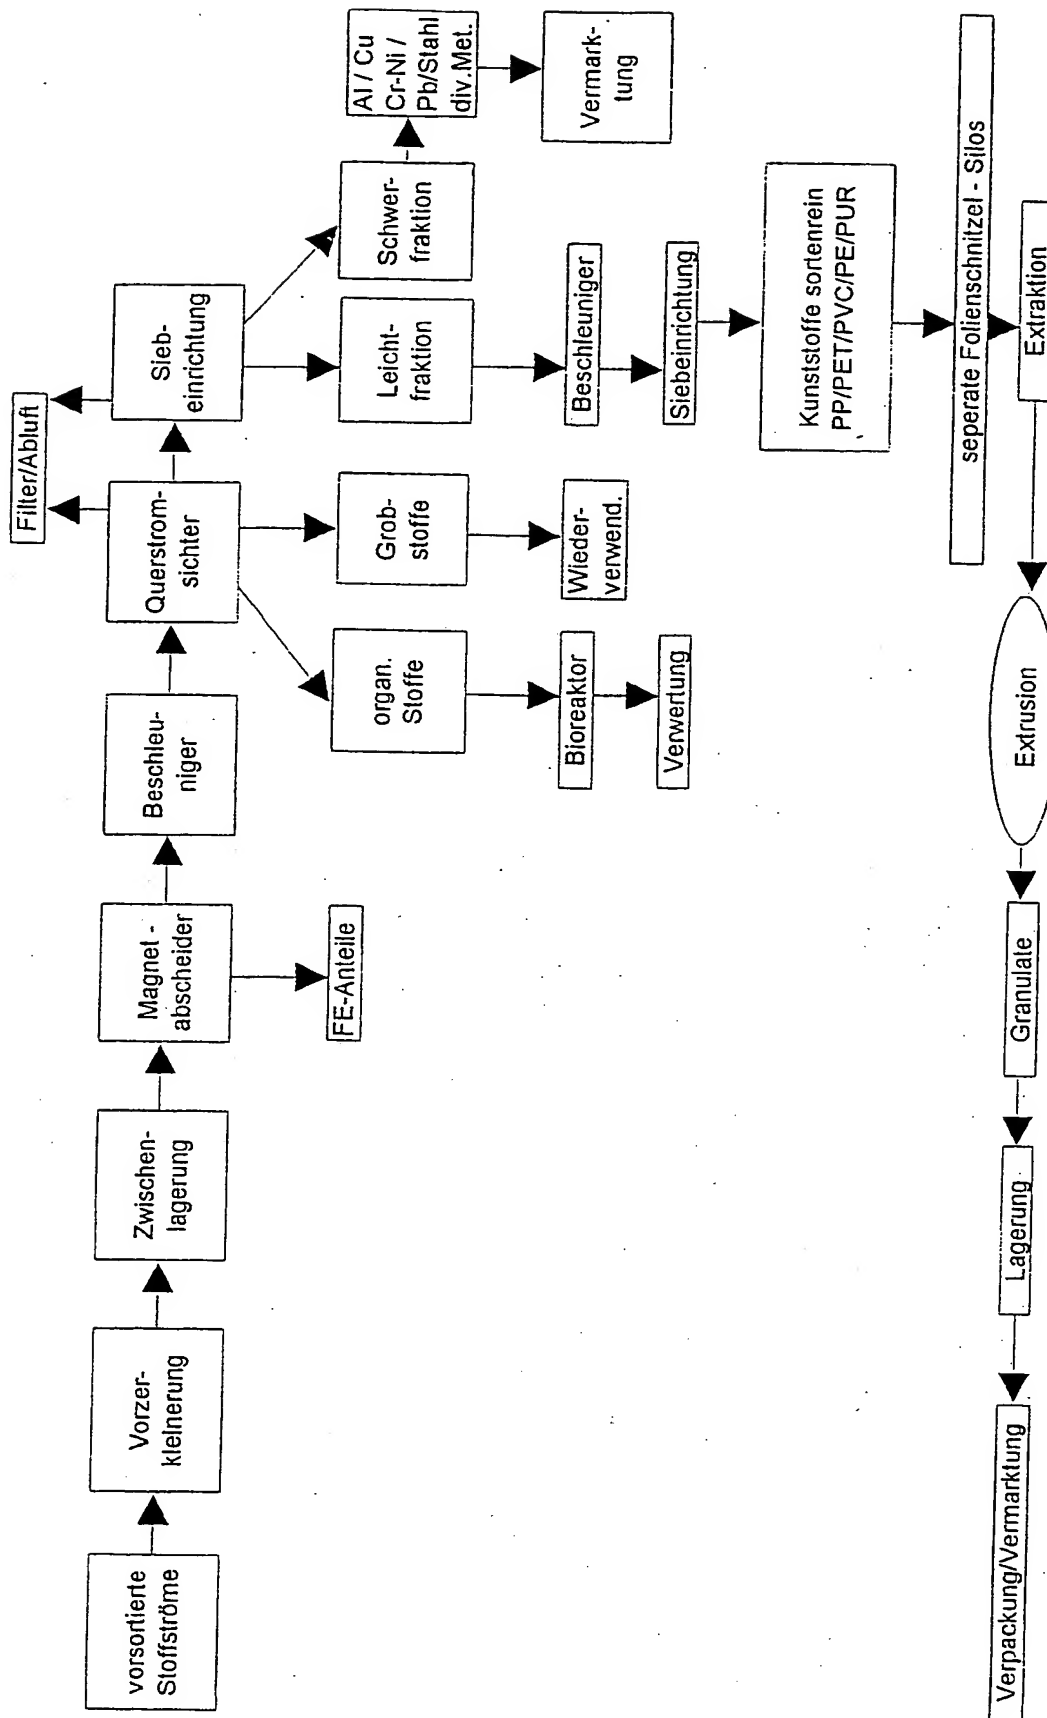 vorsortierte
Stoffströme
Vorzer-
kleinerung
Zwischen-
lagerung
Magnet -
abscheider
FE-Anteile
Beschleu-
niger
Querstrom-
sichter
Filter/Abluft
Sieb-
einrichtung
organ.
Stoffe
Bioreaktor
Verwertung
Grob-
stoffe
Wieder-
verwend.
Leicht-
fraktion
Beschleuniger
Siebeinrichtung
Schwer-
fraktion
Al / Cu
Cr-Ni /
Pb/Stahl
div.Met.
Vermark-
tung
Kunststoffe sortenrein
PP/PET/PVC/PE/PUR
seperate Folienschnitzel - Silos
Extraktion
Extrusion
Granulate
Lagerung
Verpackung/Vermarktung